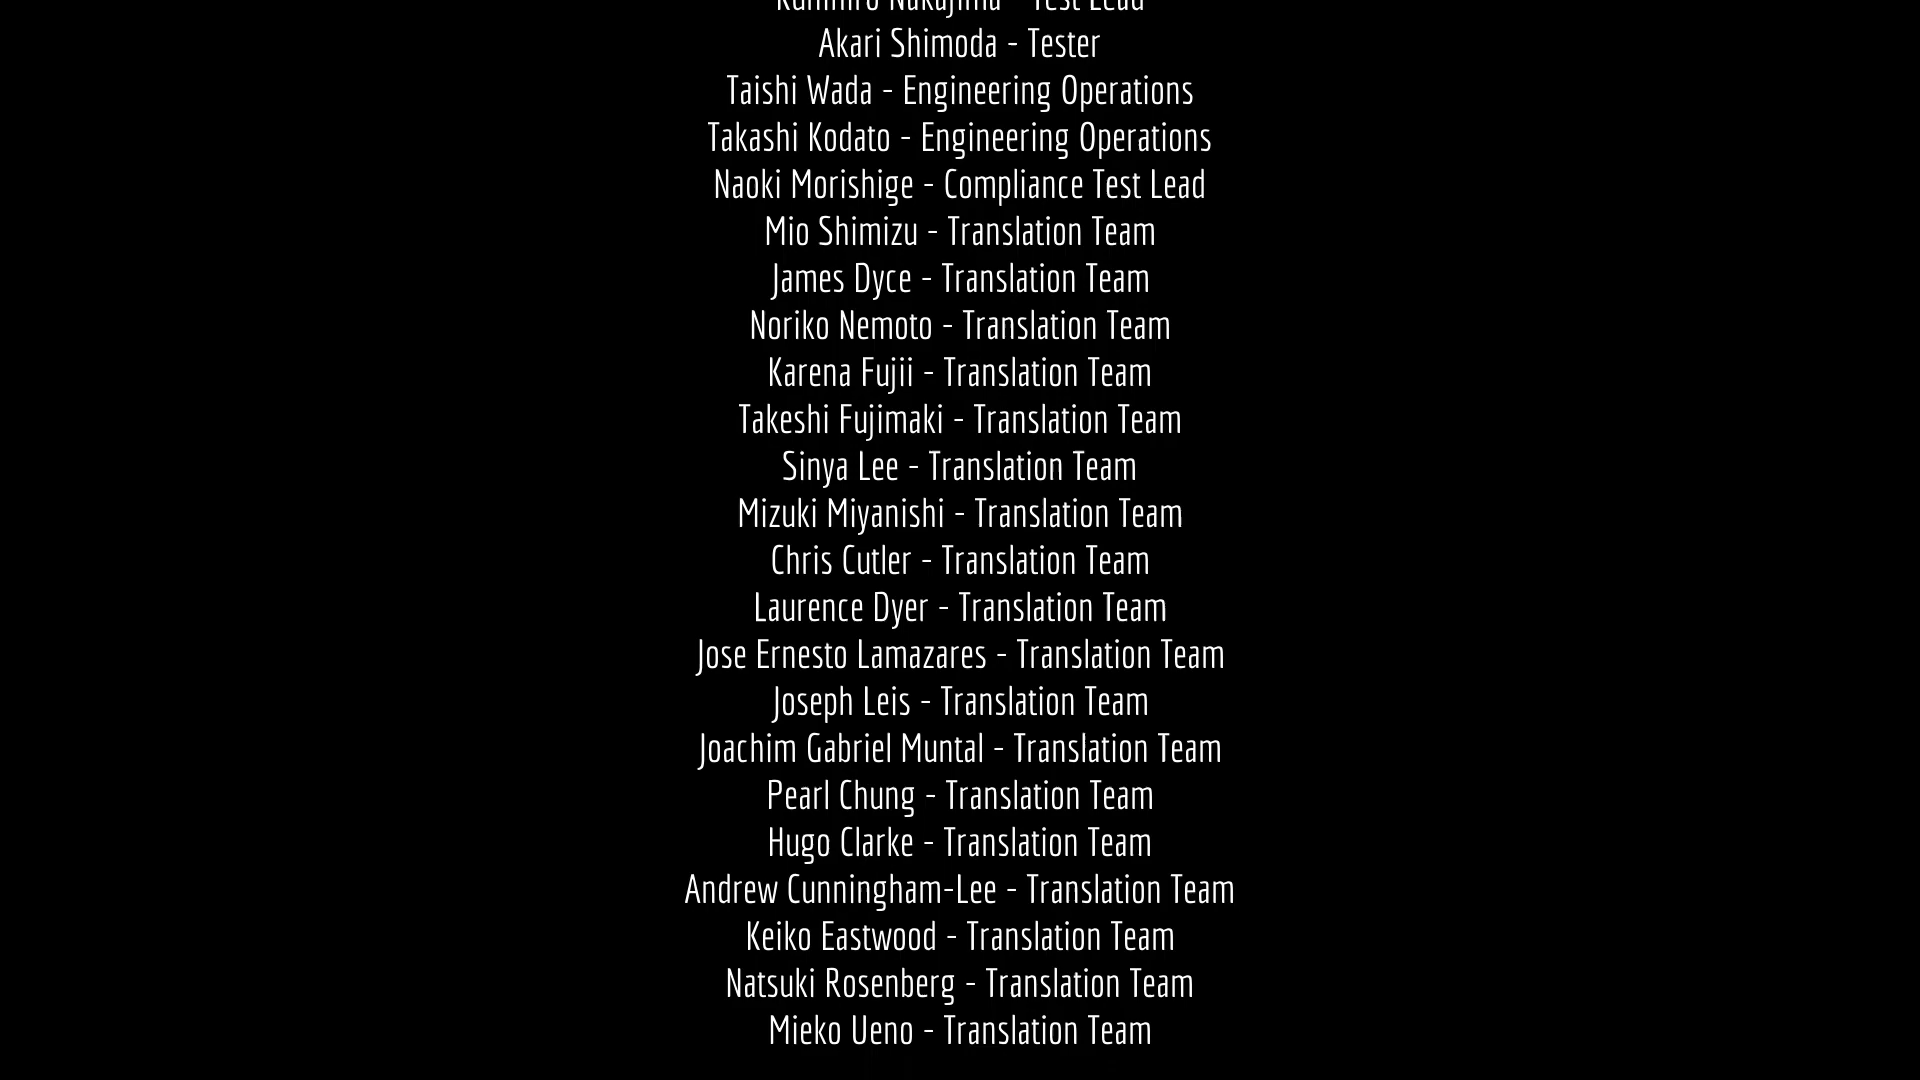 Nakajima - Test Lead
Akari Shimoda - Tester
Taishi Wada - Engineering Operations
Takashi Kodato - Engineering Operations
Naoki Morishige - Compliance Test Lead
Mio Shimizu - Translation Team
James Dyce - Translation Team
Noriko Nemoto - Translation Team
Karena Fujii - Translation Team
Takeshi Fujimaki - Translation Team
Sinya Lee - Translation Team
Mizuki Miyanishi - Translation Team
Chris Cutler - Translation Team
Laurence Dyer - Translation Team
Jose Ernesto Lamazares - Translation Team
Joseph Leis - Translation Team
Joachim Gabriel Muntal - Translation Team
Pearl Chung - Translation Team
Hugo Clarke - Translation Team
Andrew Cunningham-Lee - Translation Team
Keiko Eastwood - Translation Team
Natsuki Rosenberg - Translation Team
Mieko Ueno - Translation Team